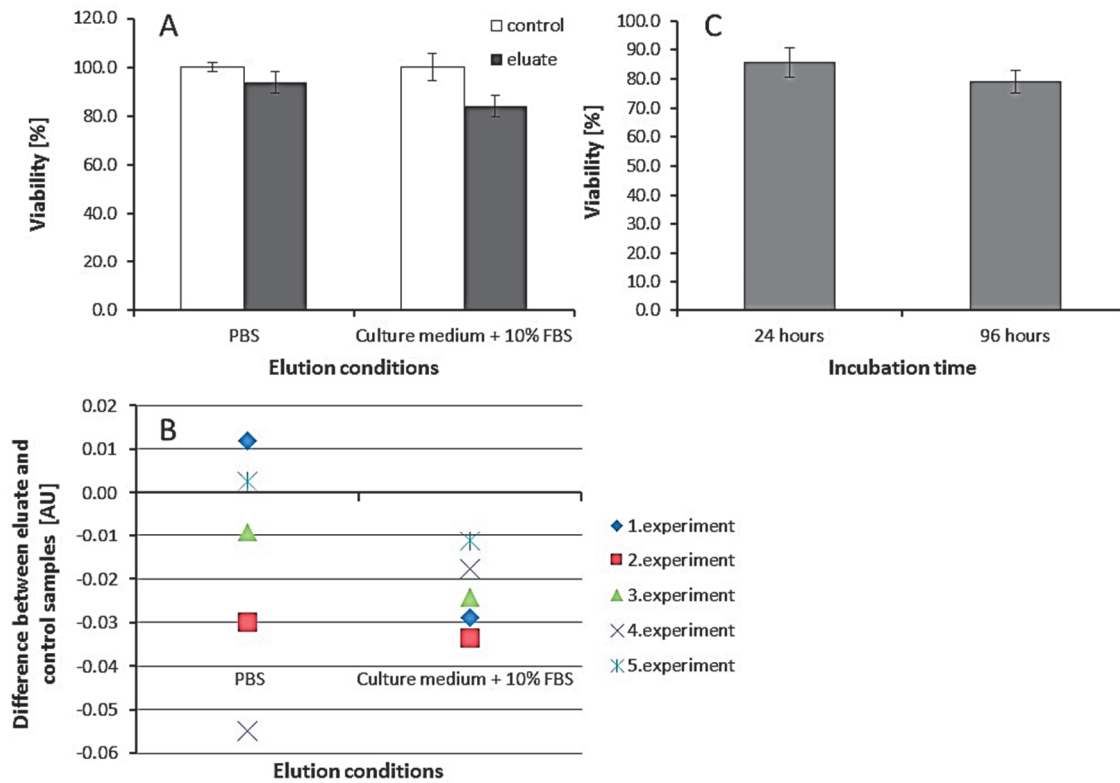 A
120.0
100.0
80.0
60.0
40.0
20.0
0.0
Viability [%]
control
eluate
PBS
Culture medium + 10% FBS
Elution conditions
C
100.0
90.0
80.0
70.0
60.0
50.0
40.0
30.0
20.0
10.0
0.0
Viability [%]
24 hours
96 hours
Incubation time
B
0.02
0.01
0.00
-0.01
-0.02
-0.03
-0.04
-0.05
-0.06
Difference between eluate and
control samples [AU]
PBS
Culture medium + 10% FBS
Elution conditions
1.experiment
2.experiment
3.experiment
4.experiment
5.experiment